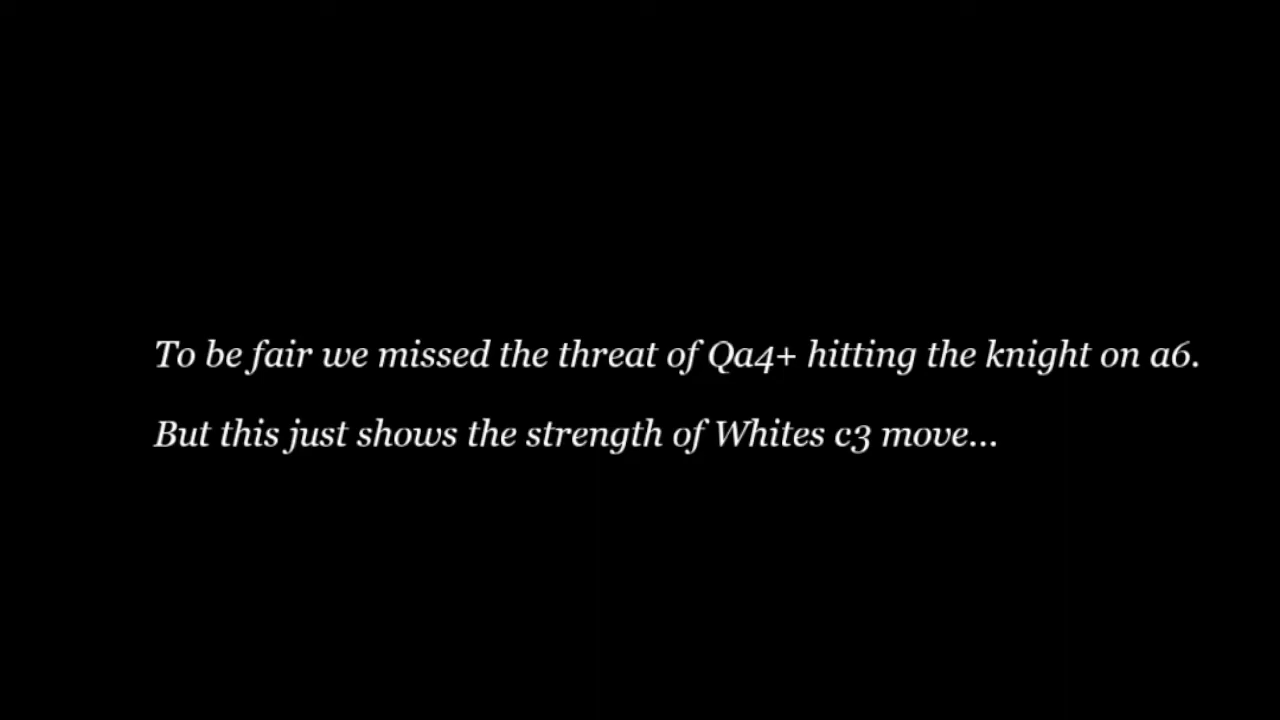 To be fair we missed the threat of Qa4+ hitting the knight on a6.
But this just shows the strength of Whites c3 move...